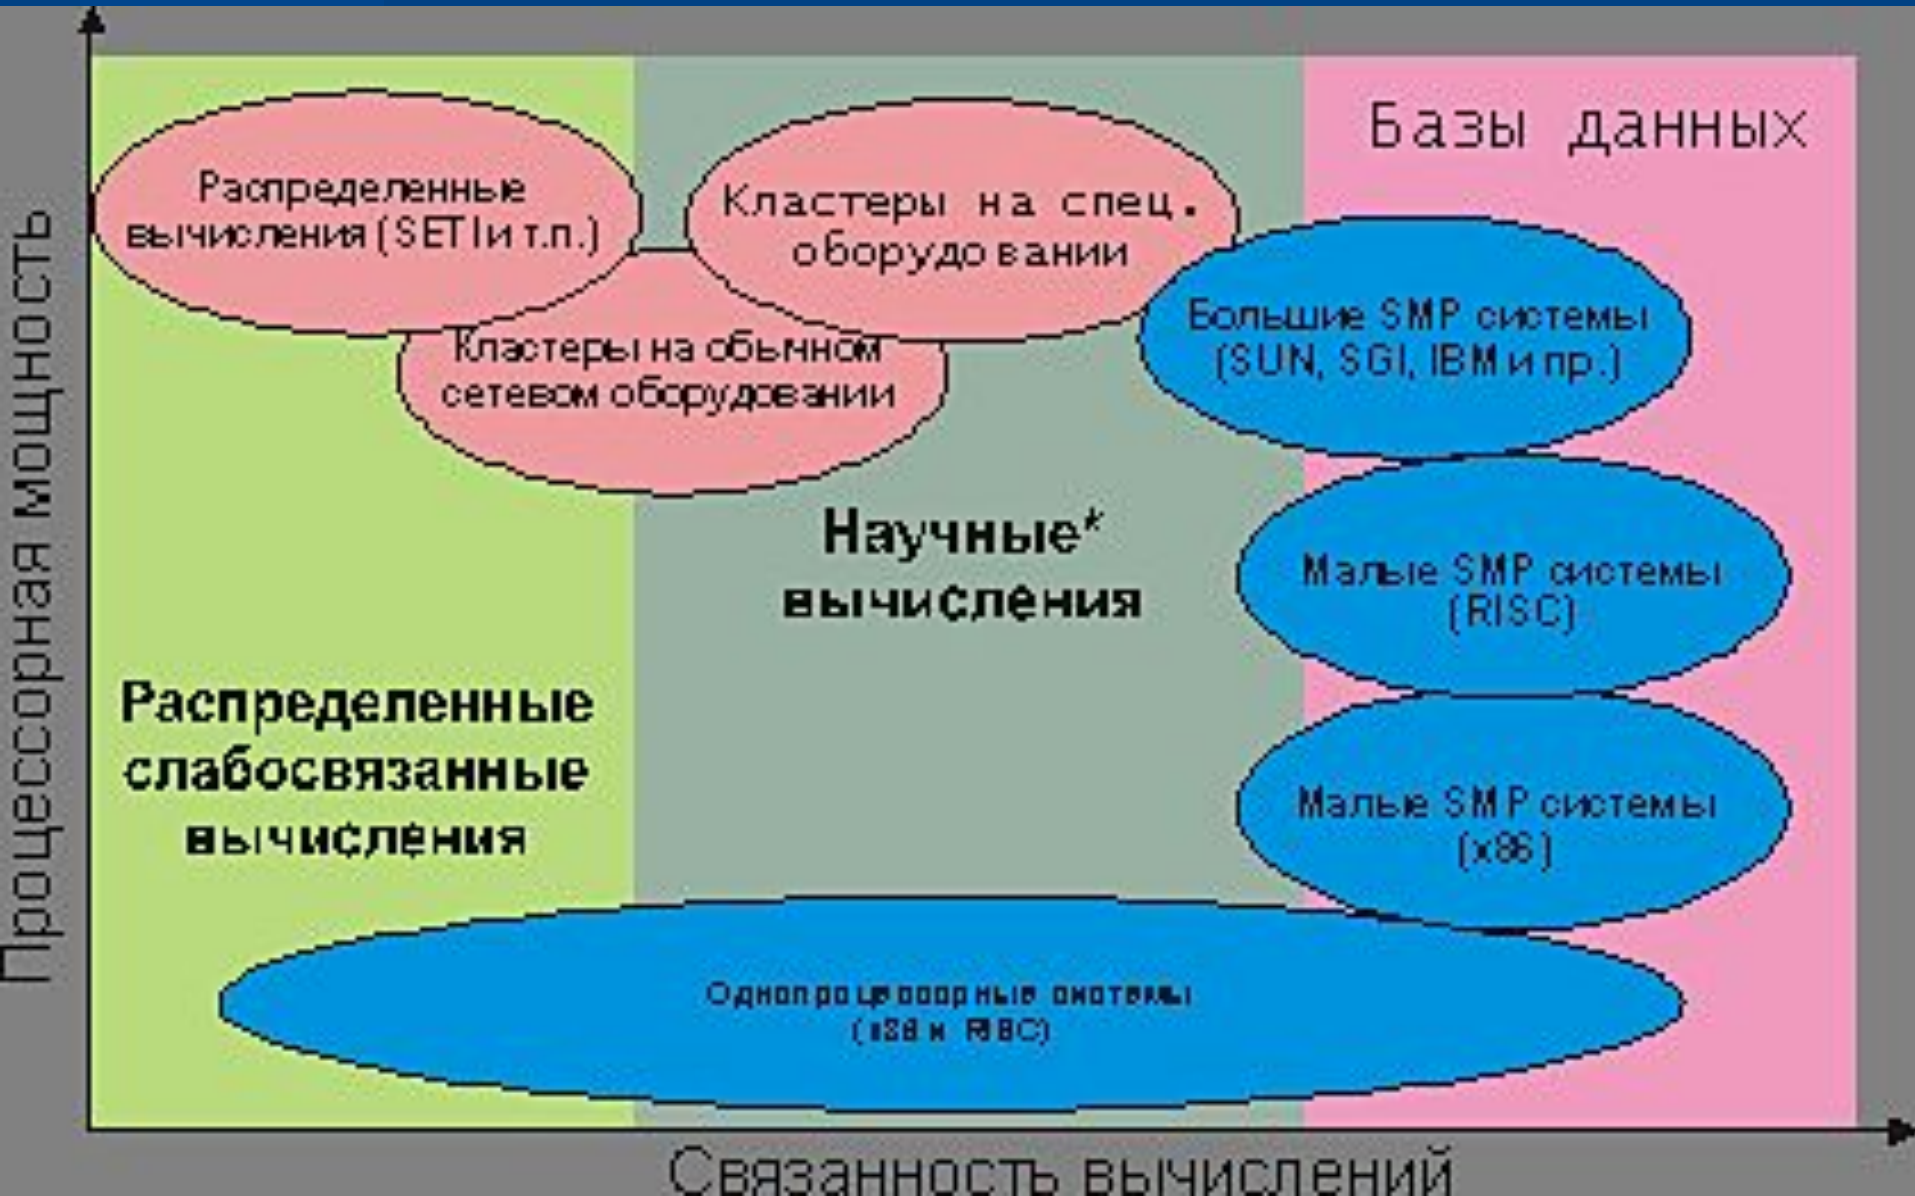 Процессорная мощность
Базы данных
Распределенные
вычисления (SETI и т.п.)
Кластеры на спец.
оборудовании
Кластеры на обычном
сетевом оборудовании
Большие SMP системы
(SUN, SGI, IBM и пр.)
Научные*
вычисления
Малые SMP системы
(RISC)
Распределенные
слабосвязанные
вычисления
Малые SMP системы
(x86)
Однопроцессорные системы
(x86 и RISC)
Связанность вычислений